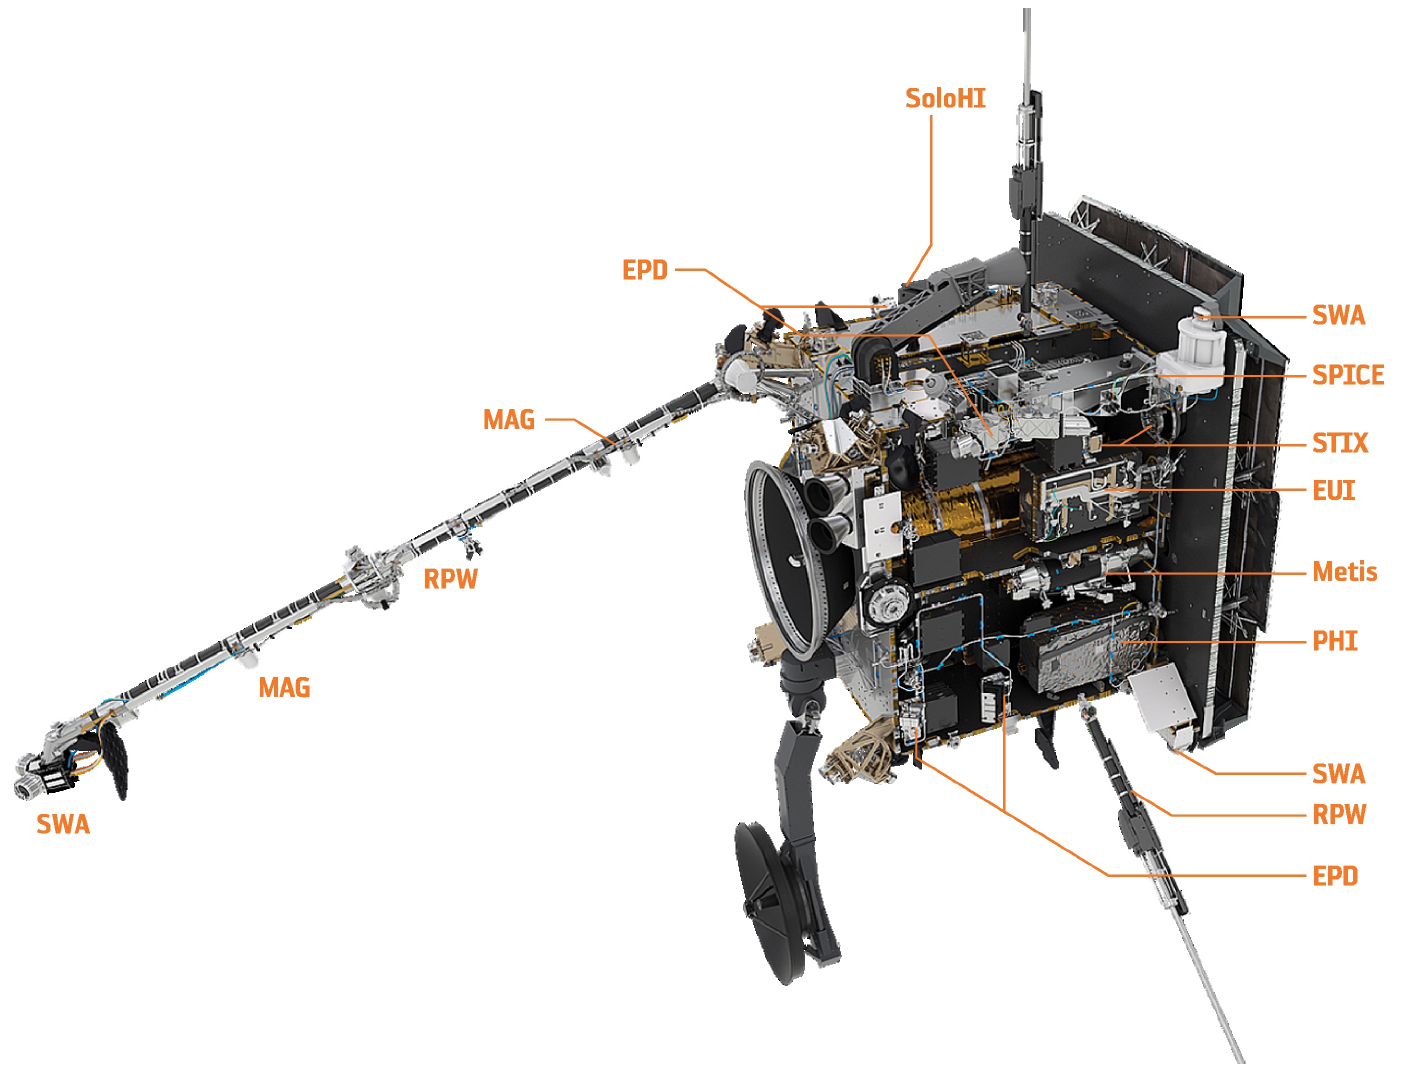 SoloHI
EPD
SWA
SPICE
MAG
STIX
EUI
RPW
Metis
PHI
MAG
SWA
SWA
RPW
EPD